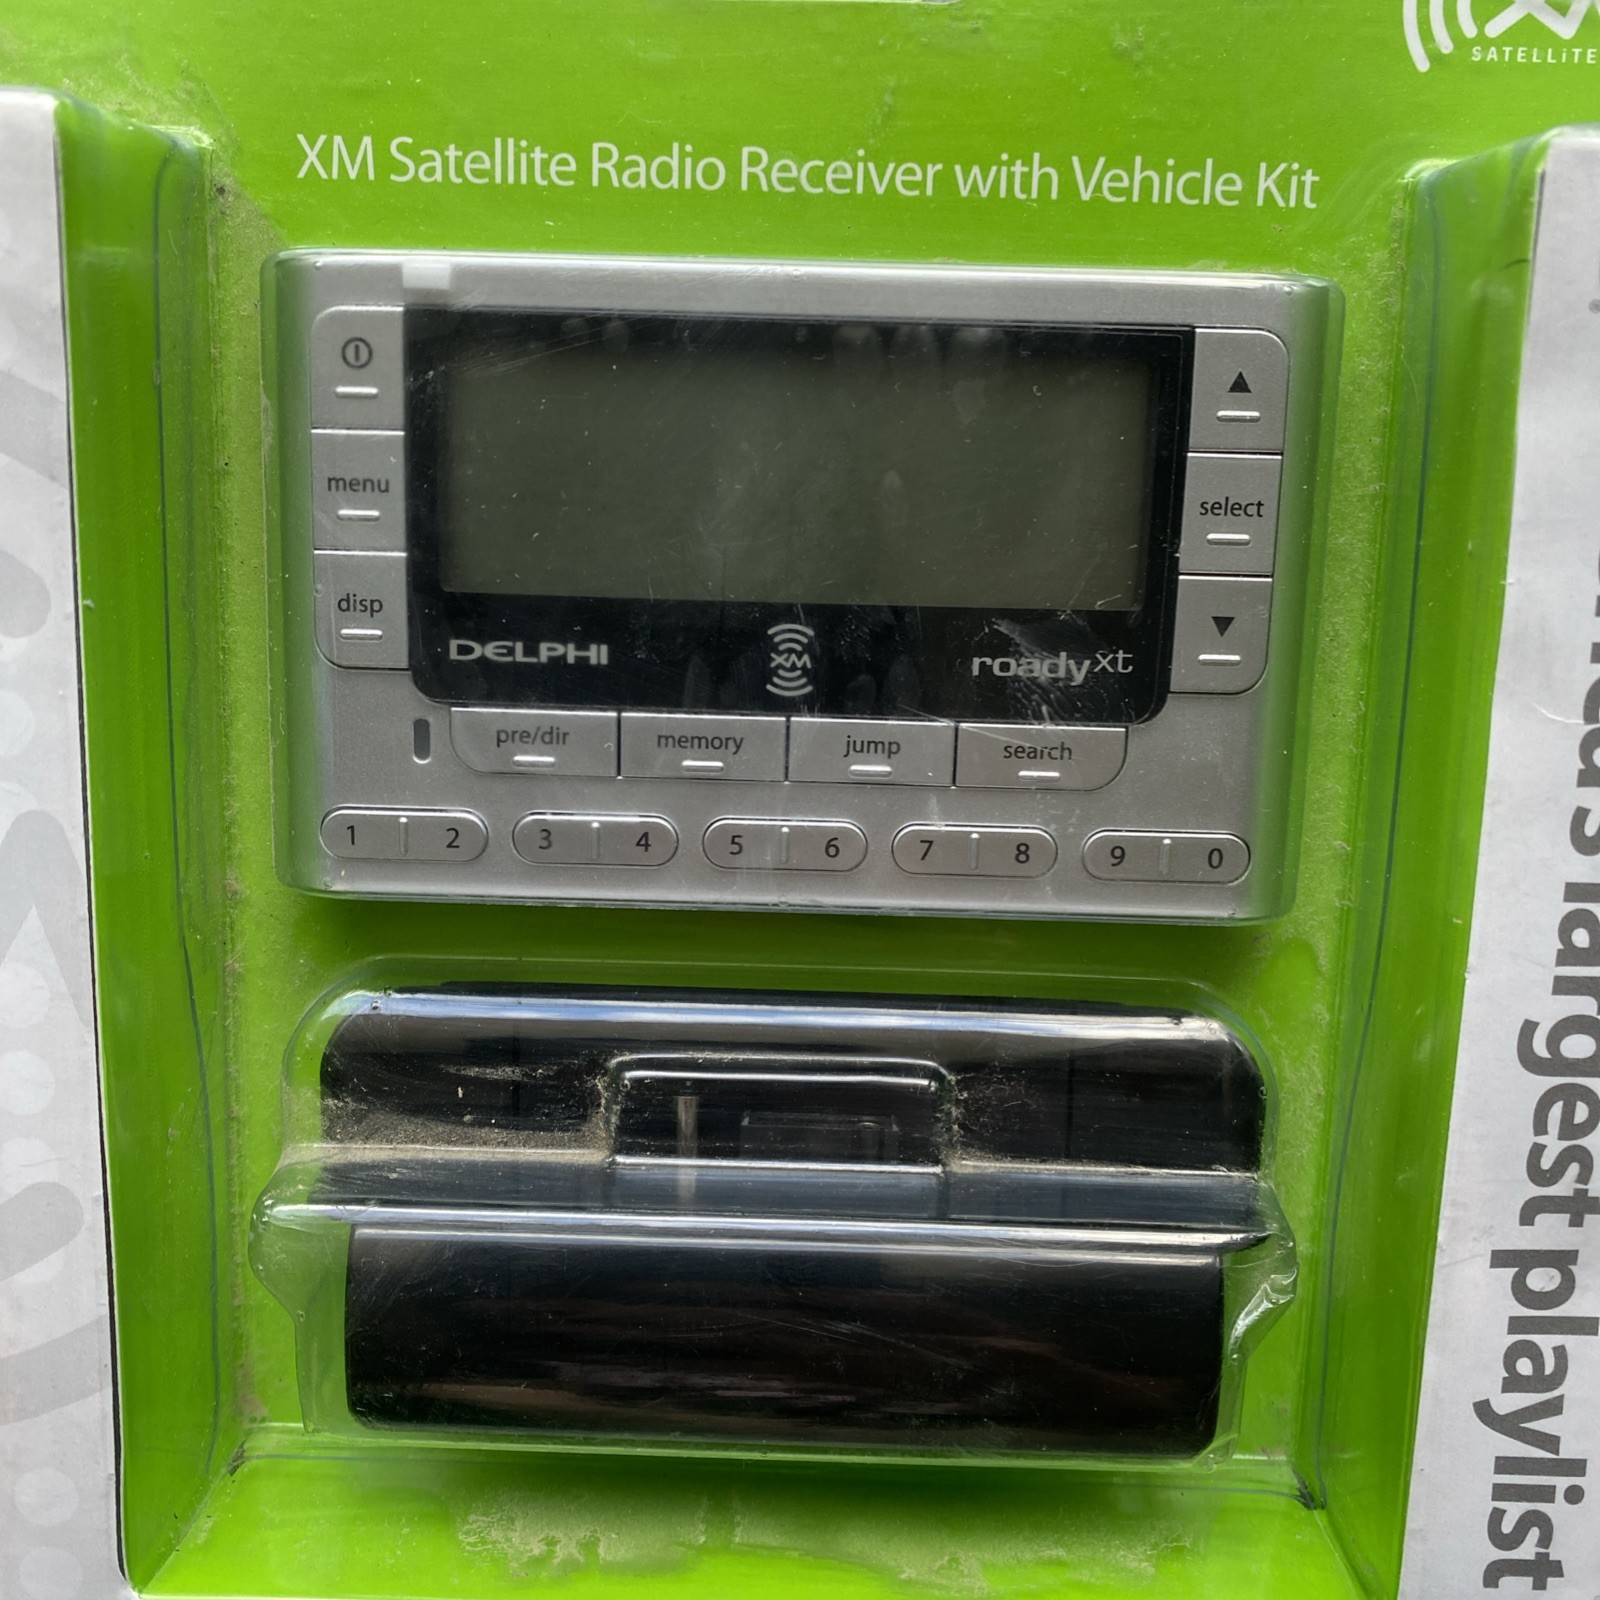 XM
SATELLiTE
XM Satellite Radio Receiver with Vehicle Kit
menu
select
disp
DELPHI
XM
roady xt
pre/dir
memory
jump
search
1 2 3 4 5 6 7 8 9 0
largest playlist